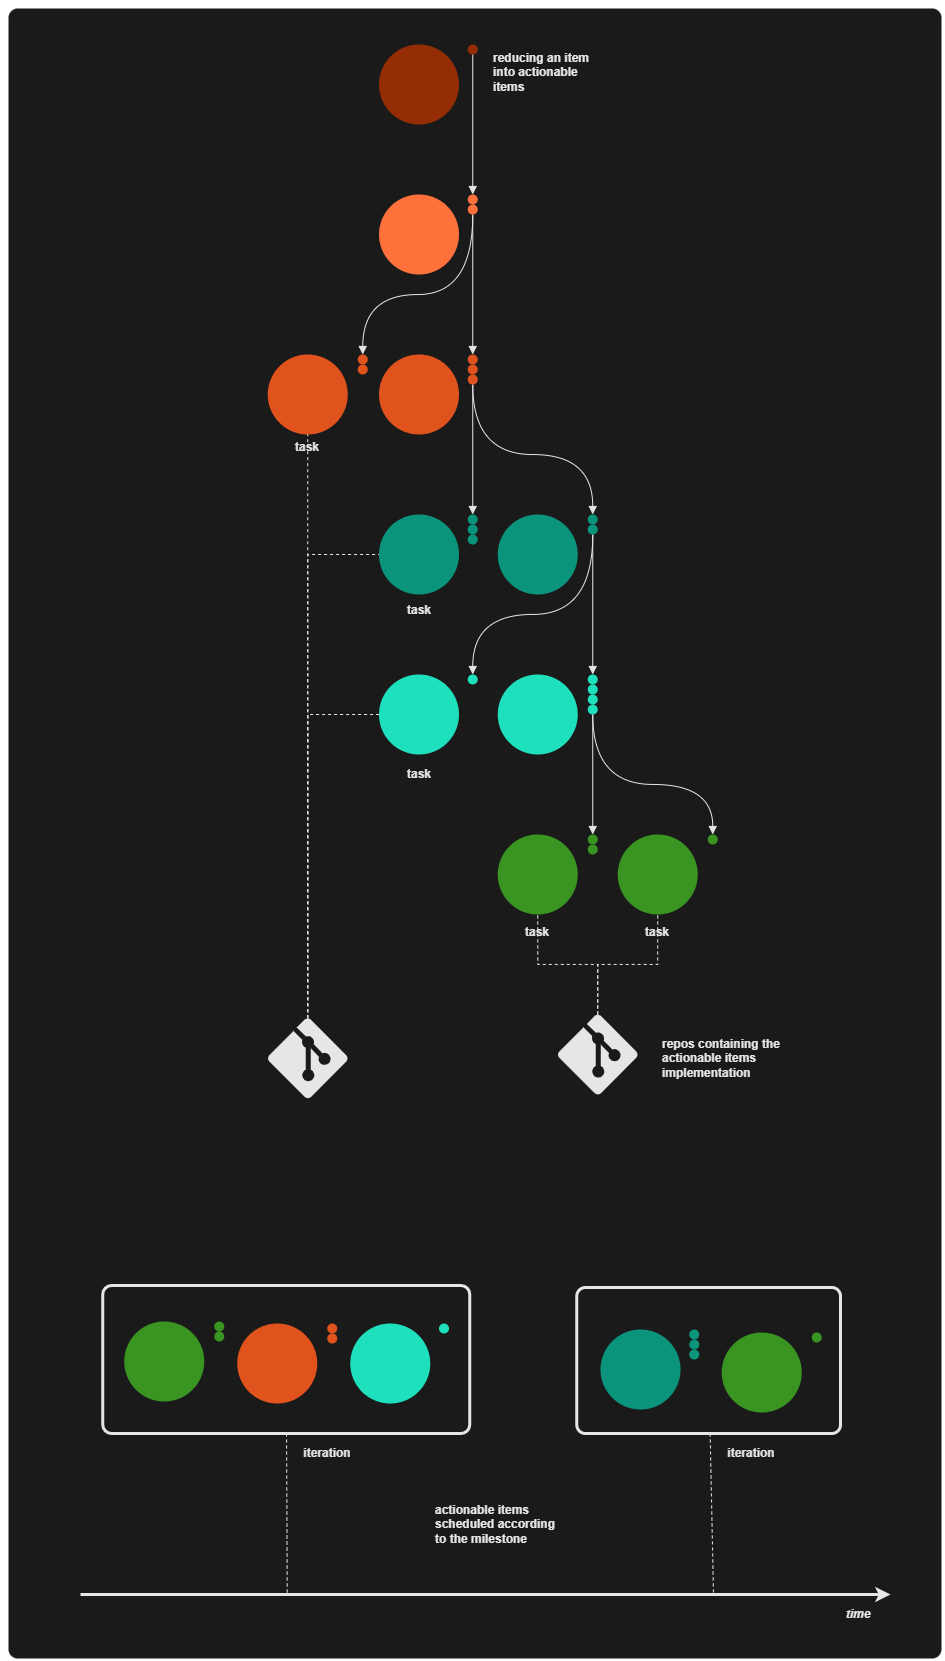 reducing an item
into actionable
items
task
task
task
task
task
repos containing the
actionable items
implementation
iteration
iteration
actionable items
scheduled according
to the milestone
time